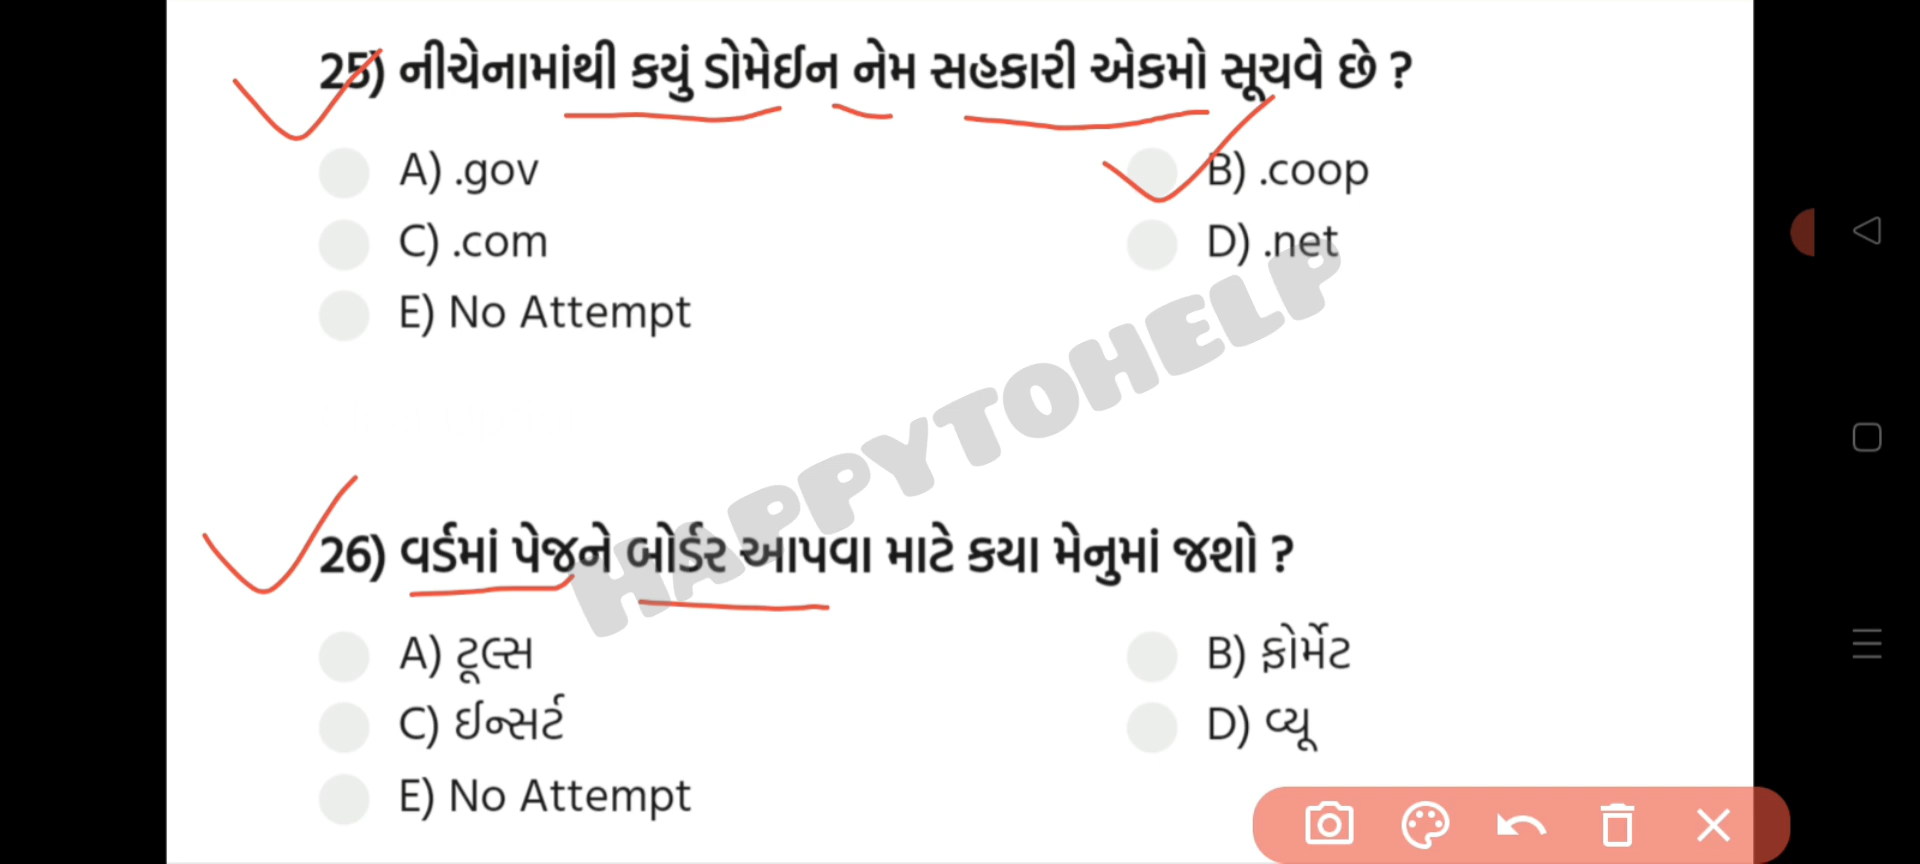 25) નીચેનામાંથી કયું ડોમેઈન નેમ સહકારી એકમો સૂચવે છે ?
A) .gov
B) .coop
C) .com
D) .net
E) No Attempt
HAPPYTOHELP
26) વર્ડમાં પેજને બોર્ડર આપવા માટે કયા મેનુમાં જશો ?
A) ટૂલ્સ
B) ફોર્મેટ
C) ઈન્સર્ટ
D) વ્યૂ
E) No Attempt